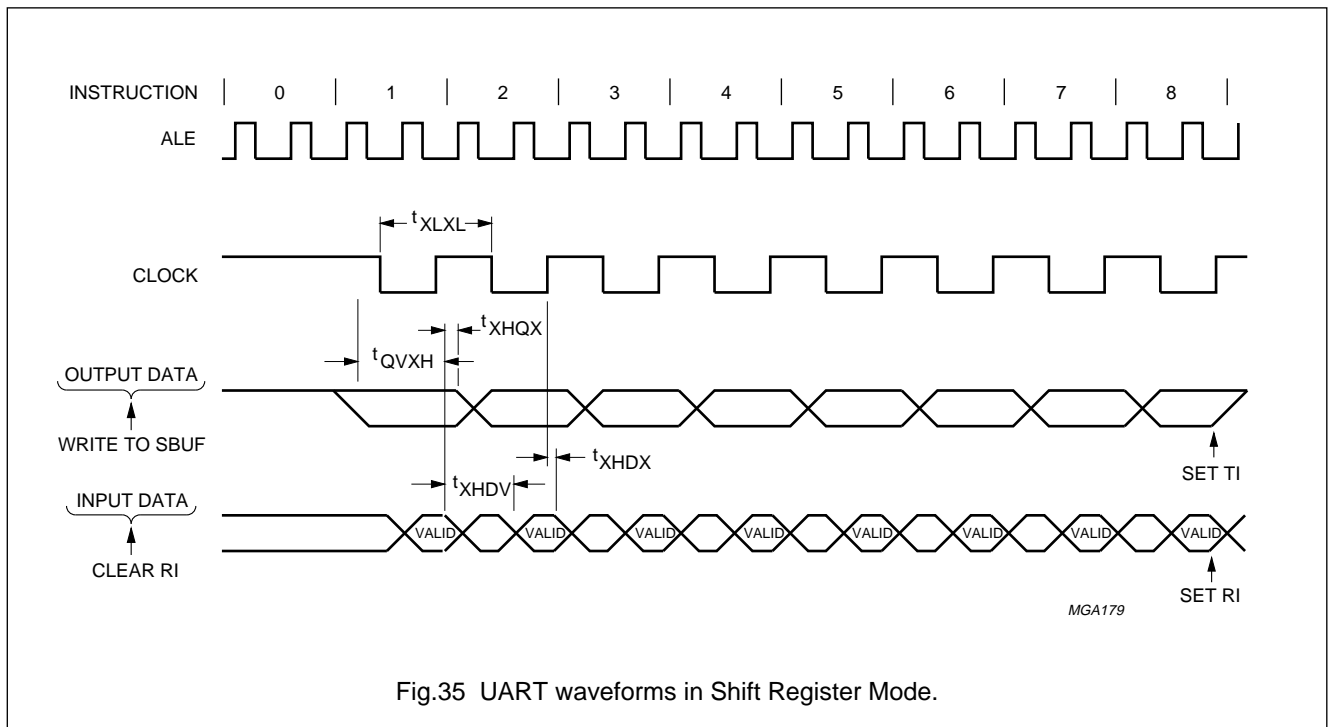 INSTRUCTION | 0 | 1 | 2 | 3 | 4 | 5 | 6 | 7 | 8 |
ALE
tXLXL
CLOCK
tXHQX
tQVXH
OUTPUT DATA
WRITE TO SBUF
tXHDX
SET TI
tXHDV
INPUT DATA
VALID VALID VALID VALID VALID VALID VALID VALID
CLEAR RI
SET RI
MGA179
Fig.35 UART waveforms in Shift Register Mode.